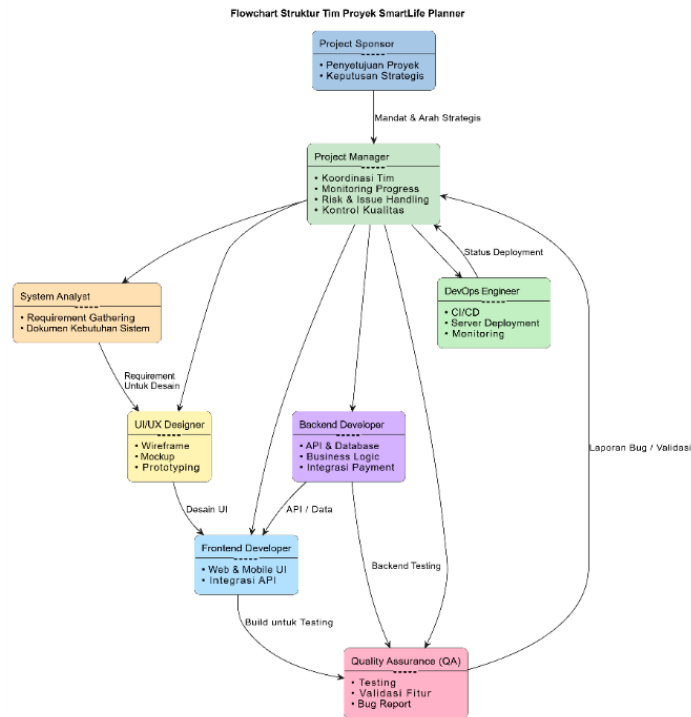 Flowchart Struktur Tim Proyek SmartLife Planner
Project Sponsor
• Penyetujuan Proyek
• Keputusan Strategis
Mandat & Arah Strategis
Project Manager
• Koordinasi Tim
• Monitoring Progress
• Risk & Issue Handling
• Kontrol Kualitas
Status Deployment
System Analyst
• Requirement Gathering
• Dokumen Kebutuhan Sistem
DevOps Engineer
• CI/CD
• Server Deployment
• Monitoring
Requirement
Untuk Desain
UI/UX Designer
• Wireframe
• Mockup
• Prototyping
Backend Developer
• API & Database
• Business Logic
• Integrasi Payment
Laporan Bug / Validasi
Desain UI
API / Data
Frontend Developer
• Web & Mobile UI
• Integrasi API
Backend Testing
Build untuk Testing
Quality Assurance (QA)
• Testing
• Validasi Fitur
• Bug Report